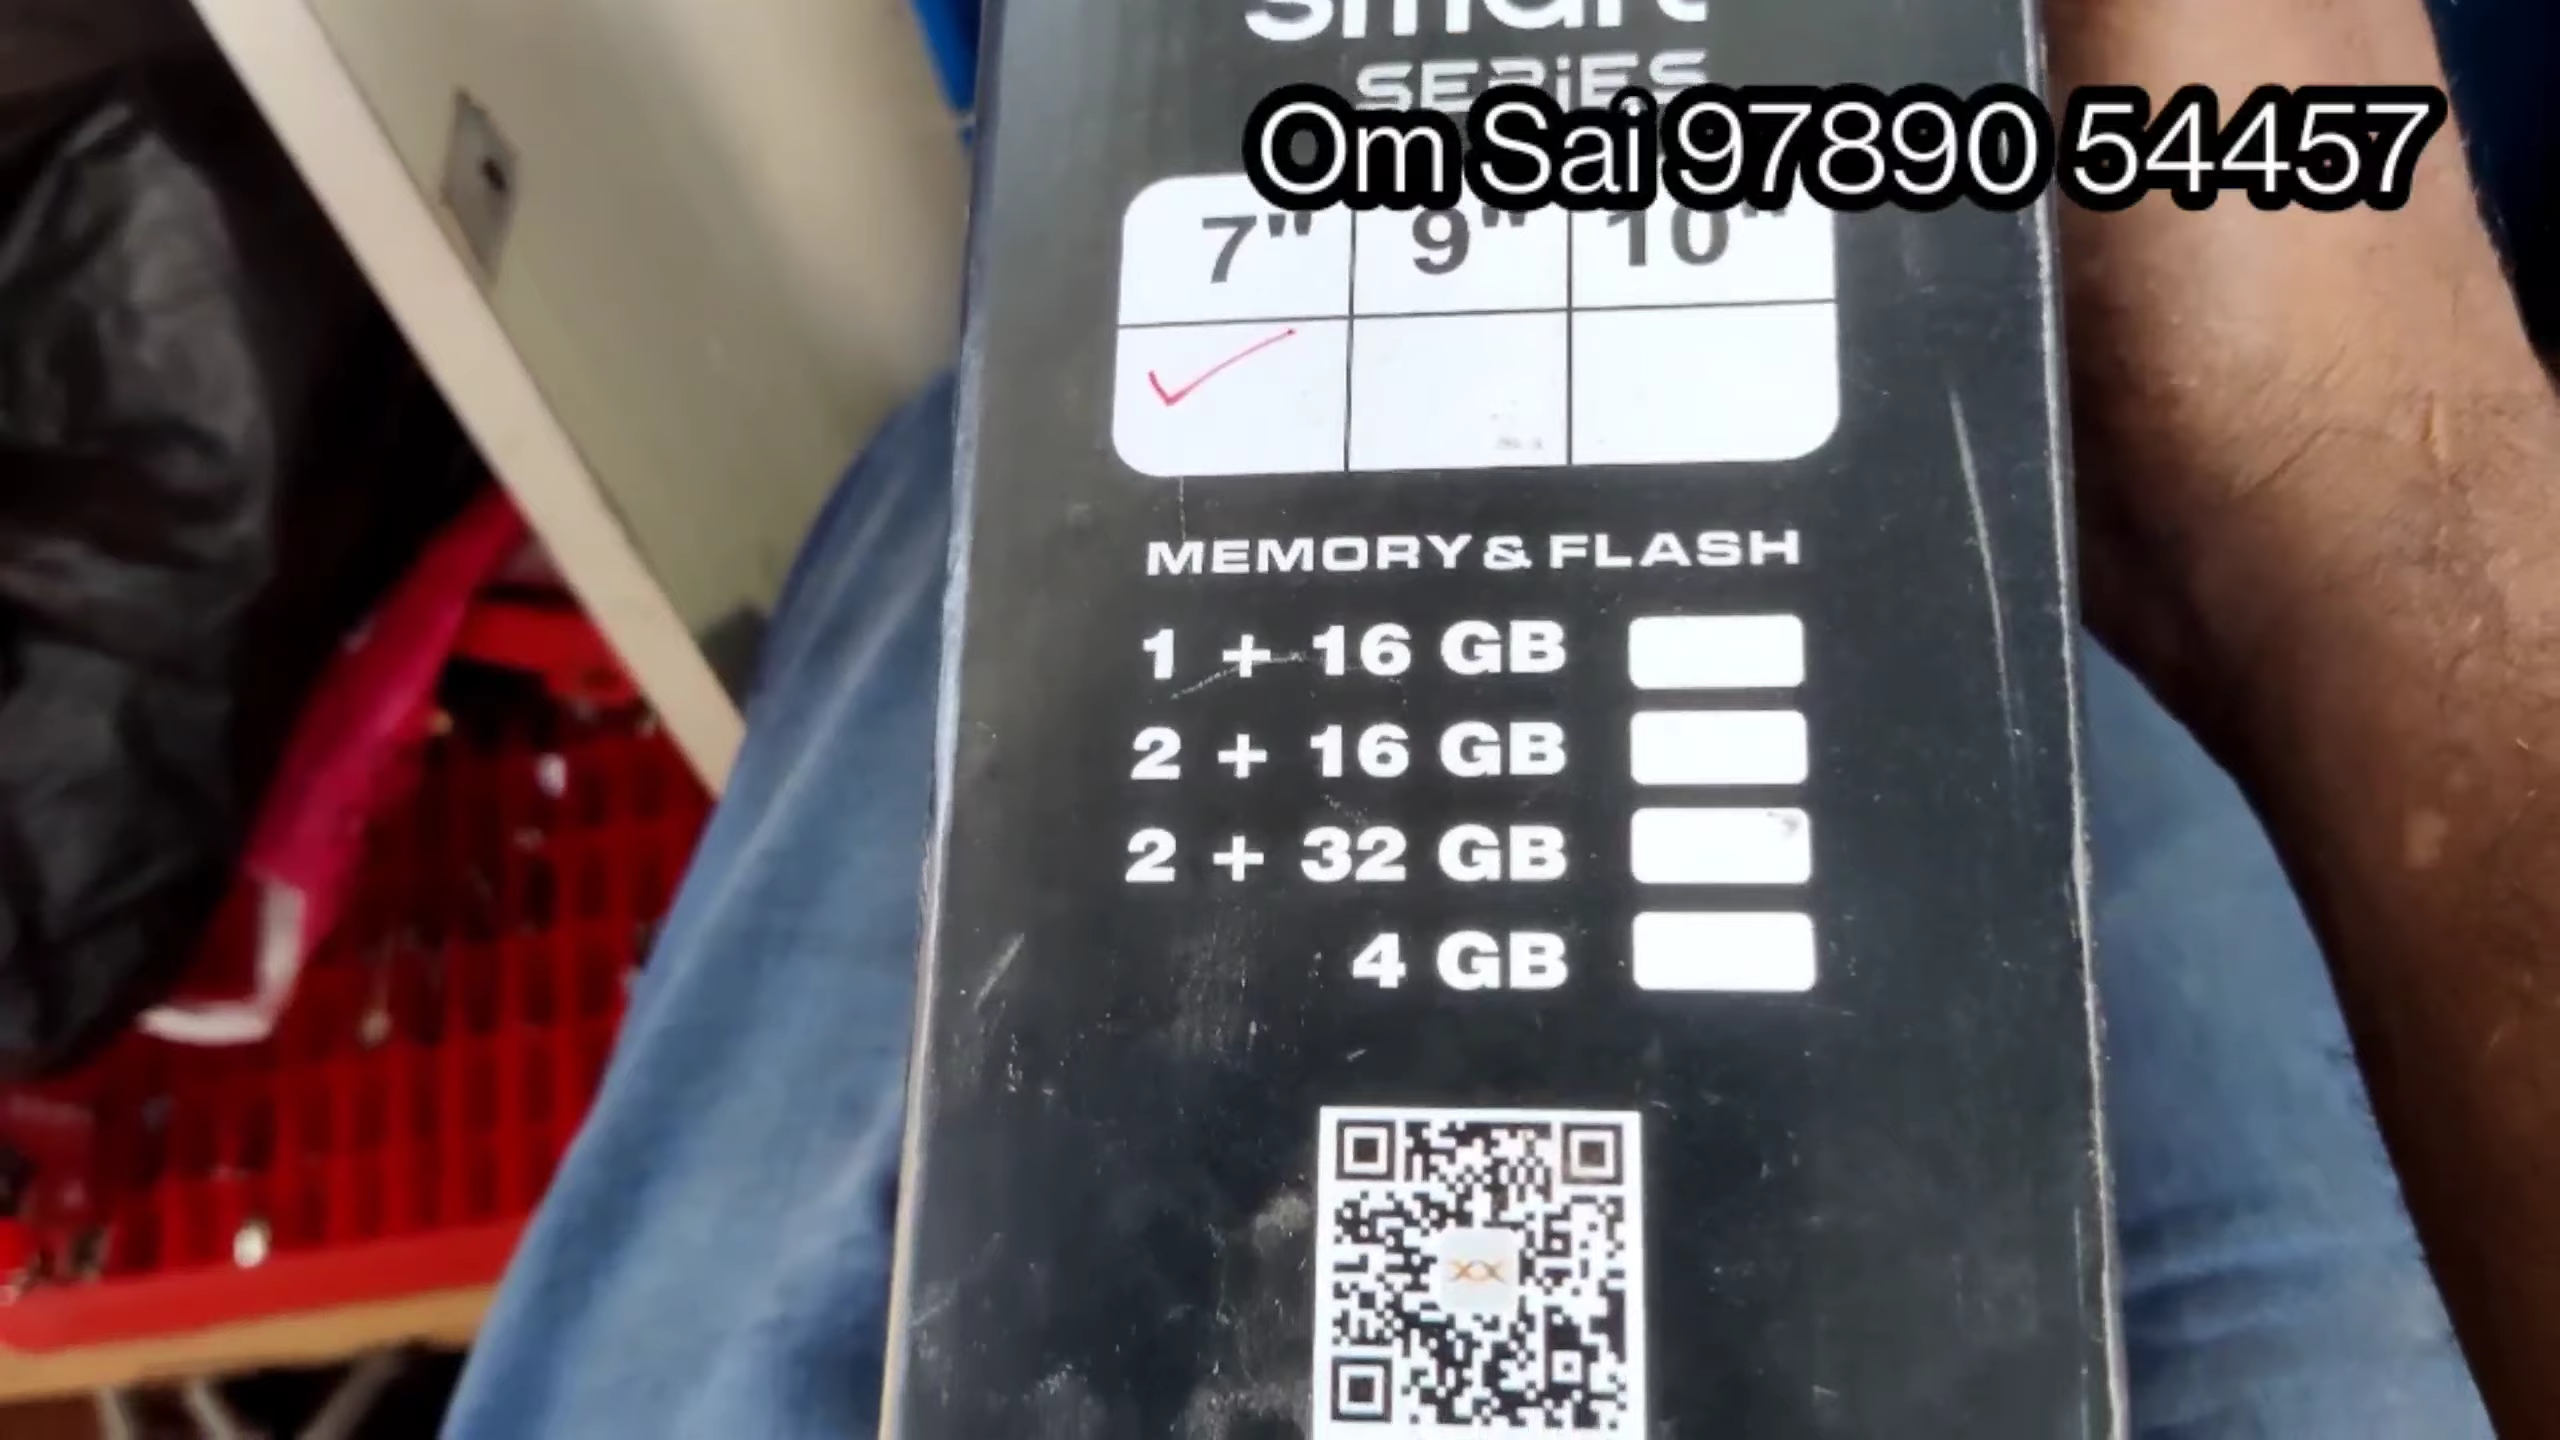 smart
SERiES
Om Sai 97890 54457
7" 9" 10"
MEMORY & FLASH
1 + 16 GB
2 + 16 GB
2 + 32 GB
4 GB